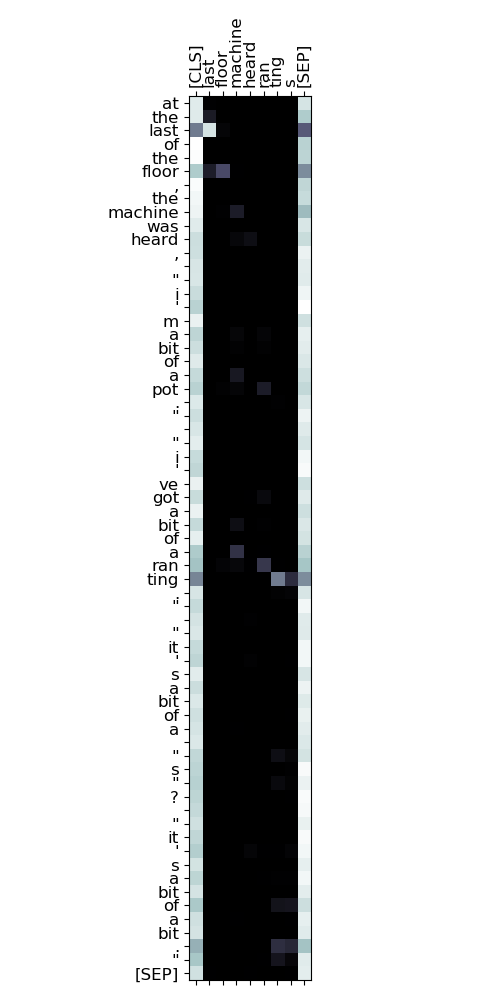 [CLS]
last
floor
machine
heard
ran
ting
s
[SEP]
at
the
last
of
the
floor
,
the
machine
was
heard
,
"
i
'
m
a
bit
of
a
pot
.
"
"
i
'
ve
got
a
bit
of
a
ran
ting
.
"
"
it
'
s
a
bit
of
a
"
s
"
?
"
it
'
s
a
bit
of
a
bit
.
"
[SEP]